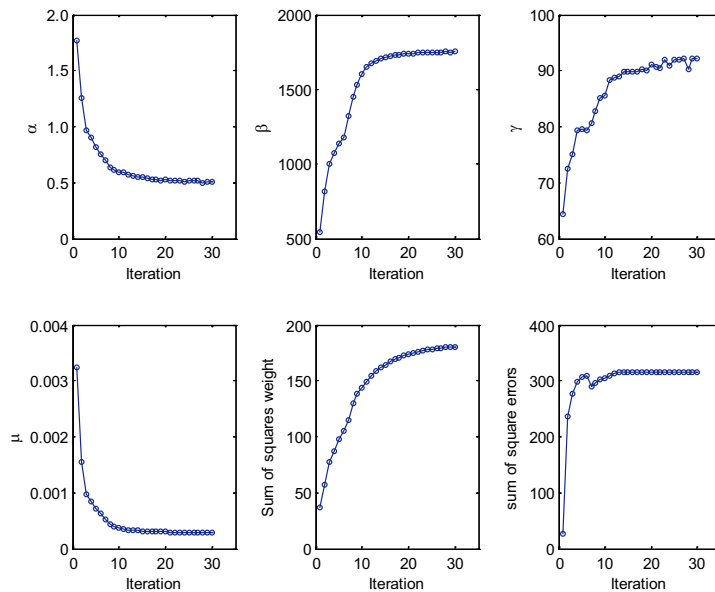 2.0
1.5
1.0
0.5
0
α
0 10 20 30
Iteration
2000
1500
1000
500
β
0 10 20 30
Iteration
100
90
80
70
60
γ
0 10 20 30
Iteration
0.004
0.003
0.002
0.001
0
μ
0 10 20 30
Iteration
200
150
100
50
0
Sum of squares weight
0 10 20 30
Iteration
400
300
200
100
0
sum of square errors
0 10 20 30
Iteration